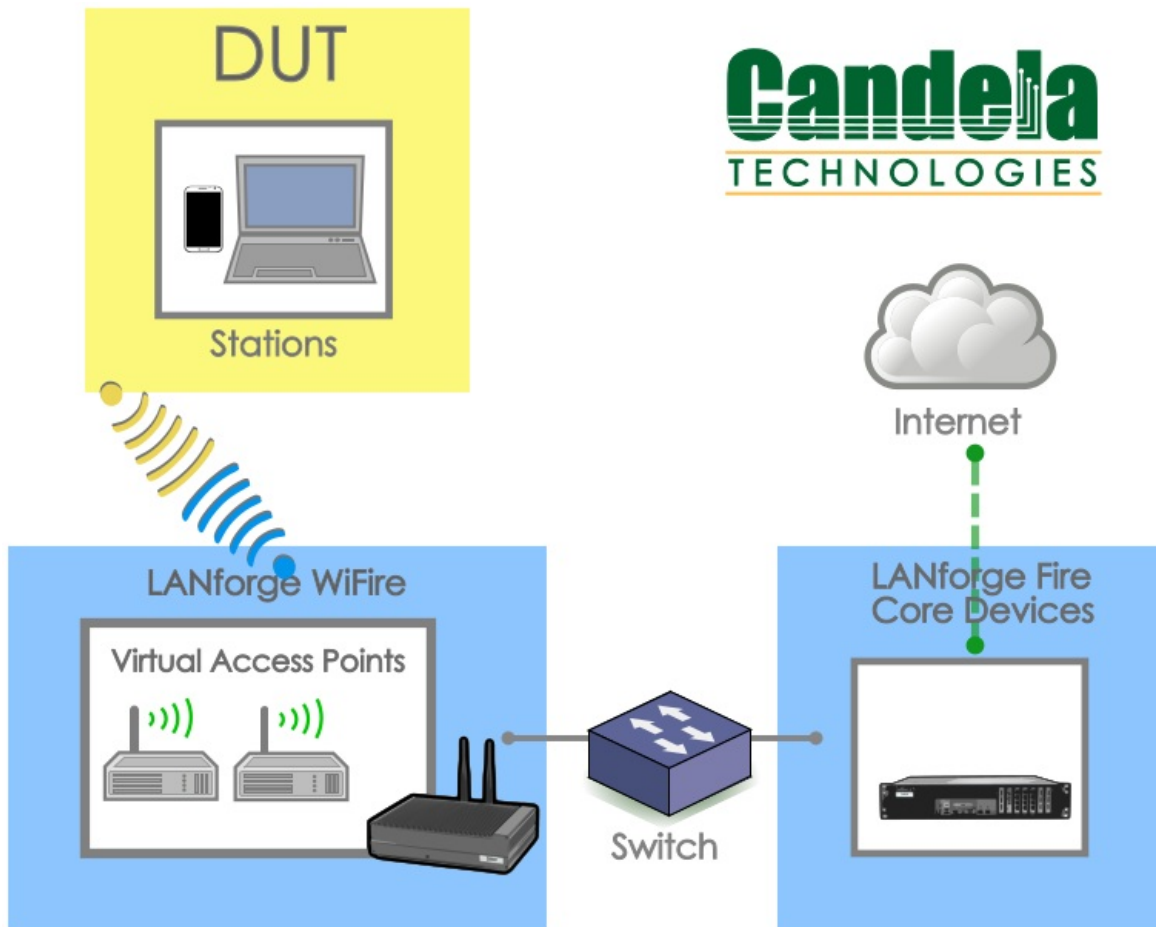 DUT
Stations
Candela
TECHNOLOGIES
Internet
LANforge WiFire
Virtual Access Points
Switch
LANforge Fire
Core Devices